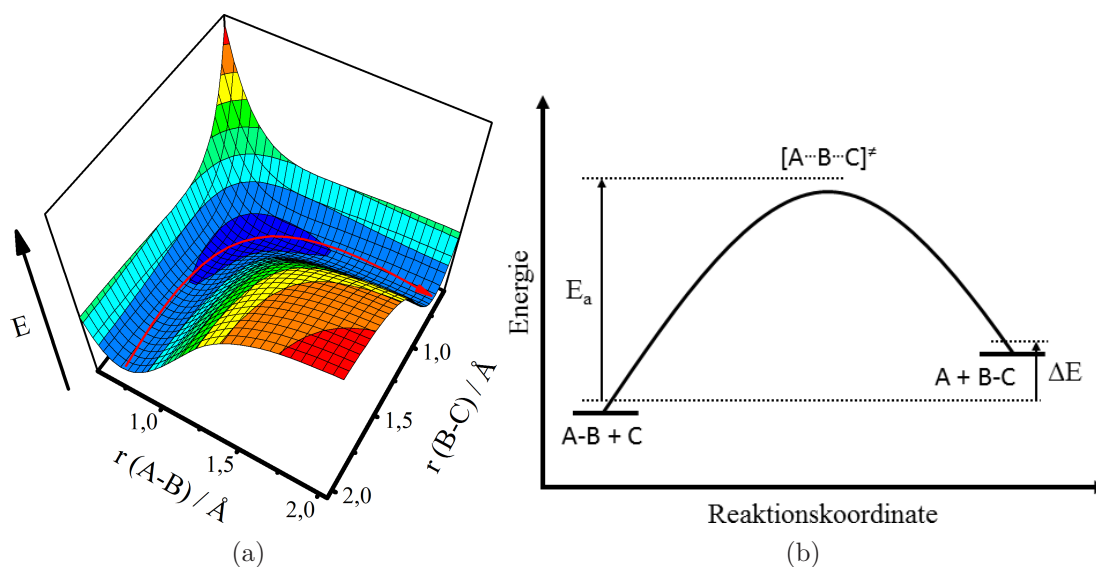 E
1,0
1,5
2,0
r (A-B) / Å
2,0
1,5
1,0
r (B-C) / Å
(a)
Energie
[A···B···C]≠
Eₐ
A-B + C
A + B-C
ΔE
Reaktionskoordinate
(b)